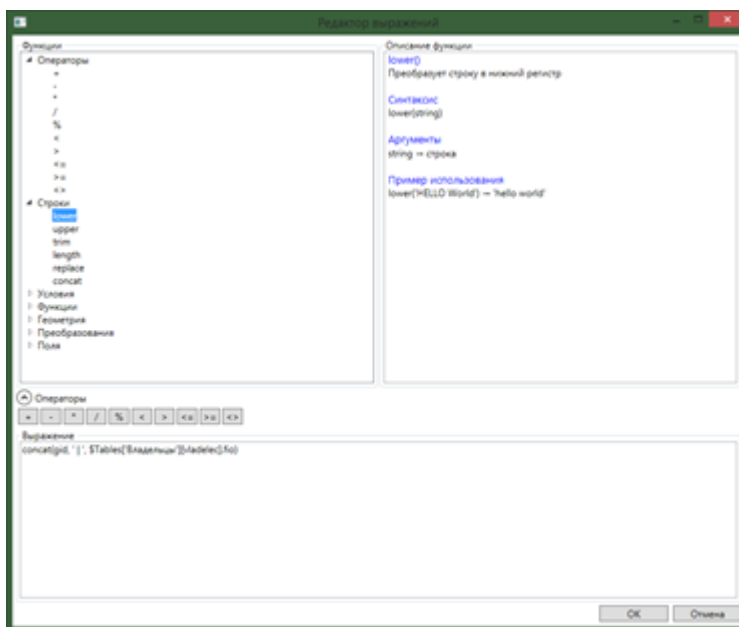 Редактор выражений
Функции
Операторы
+
-
*
/
%
<
>
<=
>=
<>
Строки
lower
upper
trim
length
replace
concat
Условия
Функции
Геометрия
Преобразования
Поля
Описание функции
lower()
Преобразует строку в нижний регистр
Синтаксис
lower(string)
Аргументы
string — строка
Пример использования
lower('HELLO World') — 'hello world'
Операторы
+ - * / % < > <= >= <>
Выражение
concat(gid, ' | ', $Tables['Владельцы'][vladelec].fio)
OK Отмена